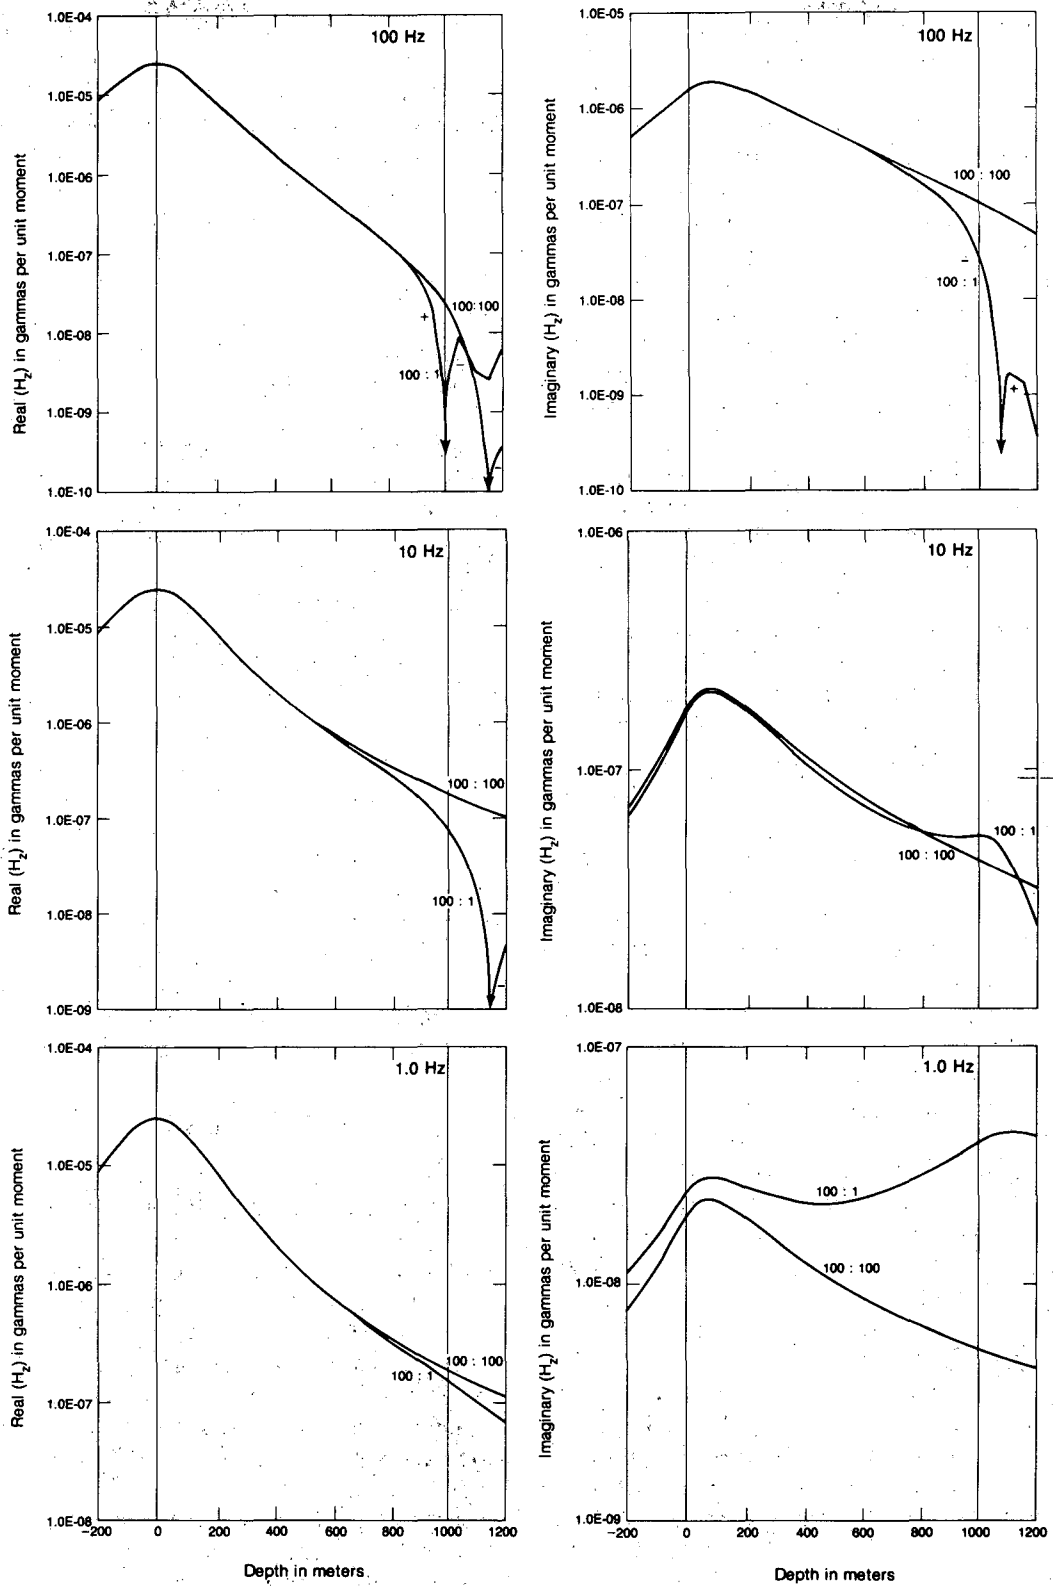 1.0E-04
100 Hz
1.0E-05
1.0E-06
1.0E-07
1.0E-08
1.0E-09
1.0E-10
100:100
+
100 : 1
−
−
Real (Hz) in gammas per unit moment
1.0E-05
100 Hz
1.0E-06
1.0E-07
1.0E-08
1.0E-09
1.0E-10
100 : 100
−
100 : 1
+
Imaginary (Hz) in gammas per unit moment
1.0E-04
10 Hz
1.0E-05
1.0E-06
1.0E-07
1.0E-08
1.0E-09
100 : 100
100 : 1
−
Real (Hz) in gammas per unit moment
1.0E-06
10 Hz
1.0E-07
1.0E-08
100 : 1
100 : 100
Imaginary (Hz) in gammas per unit moment
1.0E-04
1.0 Hz
1.0E-05
1.0E-06
1.0E-07
1.0E-08
100 : 100
100 : 1
Real (Hz) in gammas per unit moment
−200 0 200 400 600 800 1000 1200
Depth in meters
1.0E-07
1.0 Hz
1.0E-08
1.0E-09
100 : 1
100 : 100
Imaginary (Hz) in gammas per unit moment
−200 0 200 400 600 800 1000 1200
Depth in meters